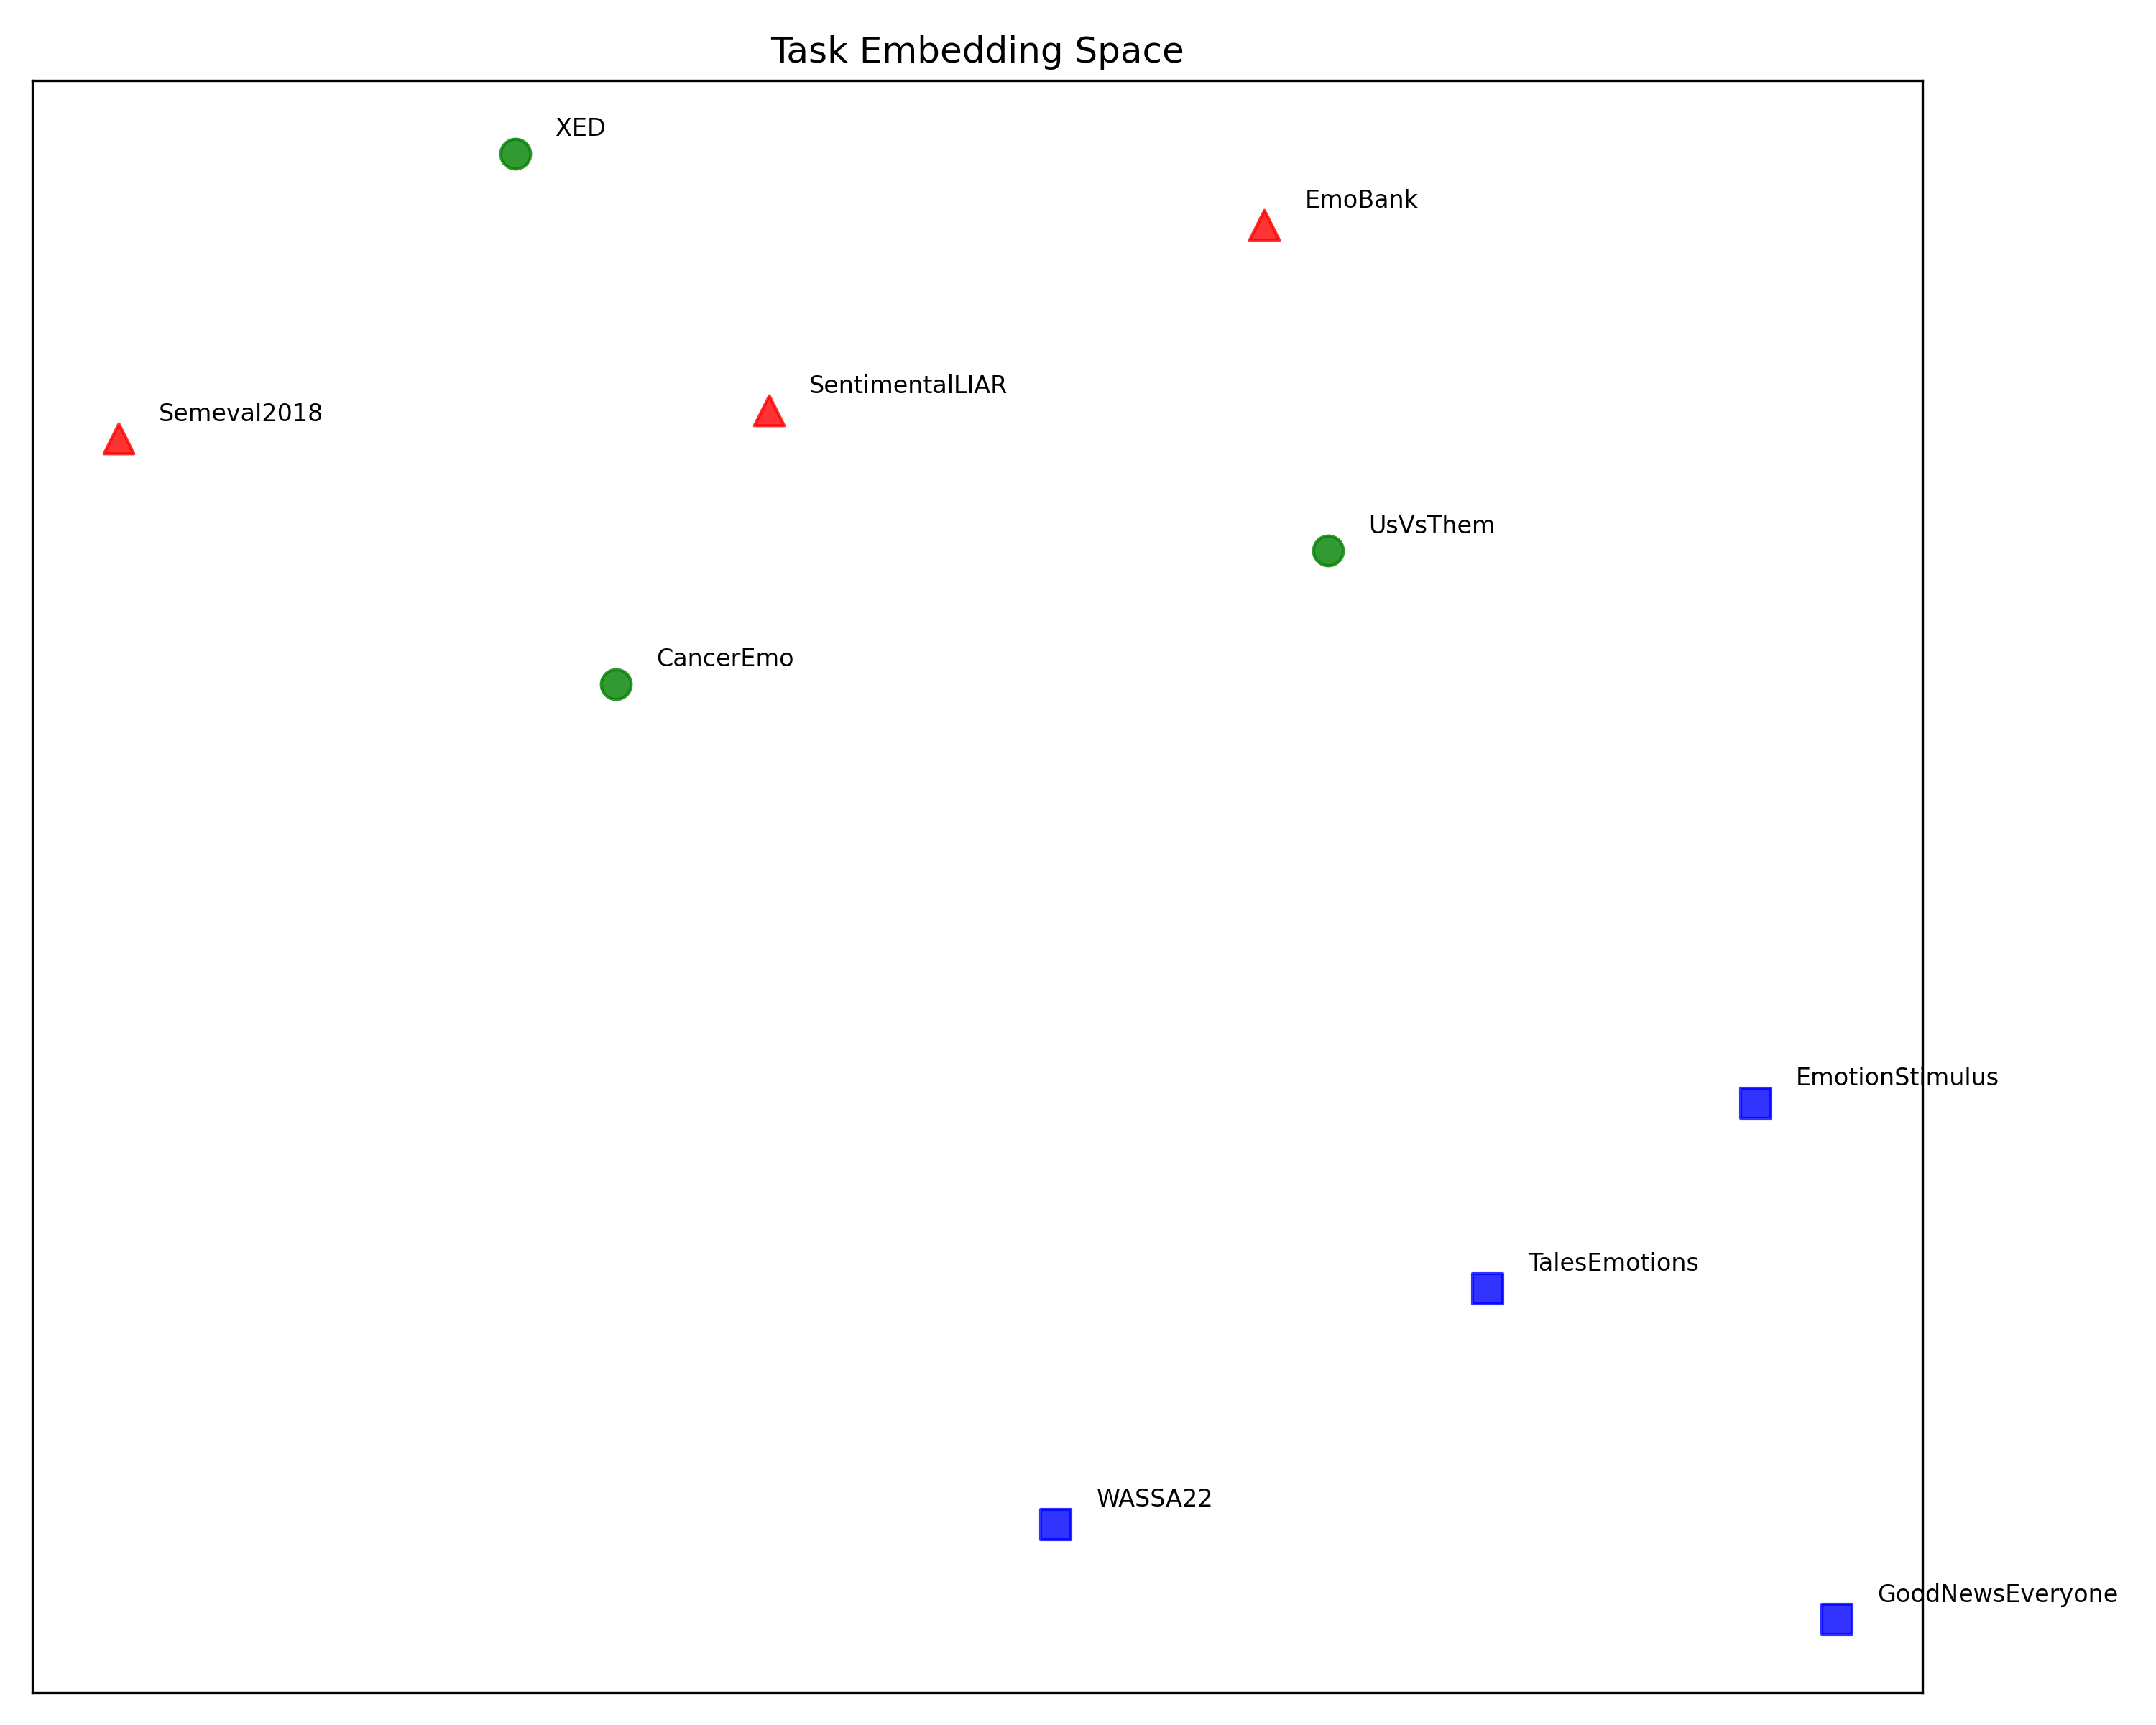 Task Embedding Space
XED
EmoBank
SentimentalLIAR
Semeval2018
UsVsThem
CancerEmo
EmotionStimulus
TalesEmotions
WASSA22
GoodNewsEveryone